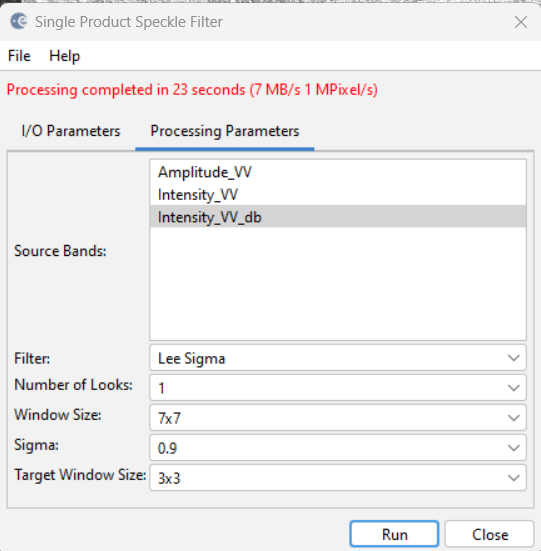 Single Product Speckle Filter
File Help
Processing completed in 23 seconds (7 MB/s 1 MPixel/s)
I/O Parameters Processing Parameters
Source Bands:
Amplitude_VV
Intensity_VV
Intensity_VV_db
Filter: Lee Sigma
Number of Looks: 1
Window Size: 7x7
Sigma: 0.9
Target Window Size: 3x3
Run Close